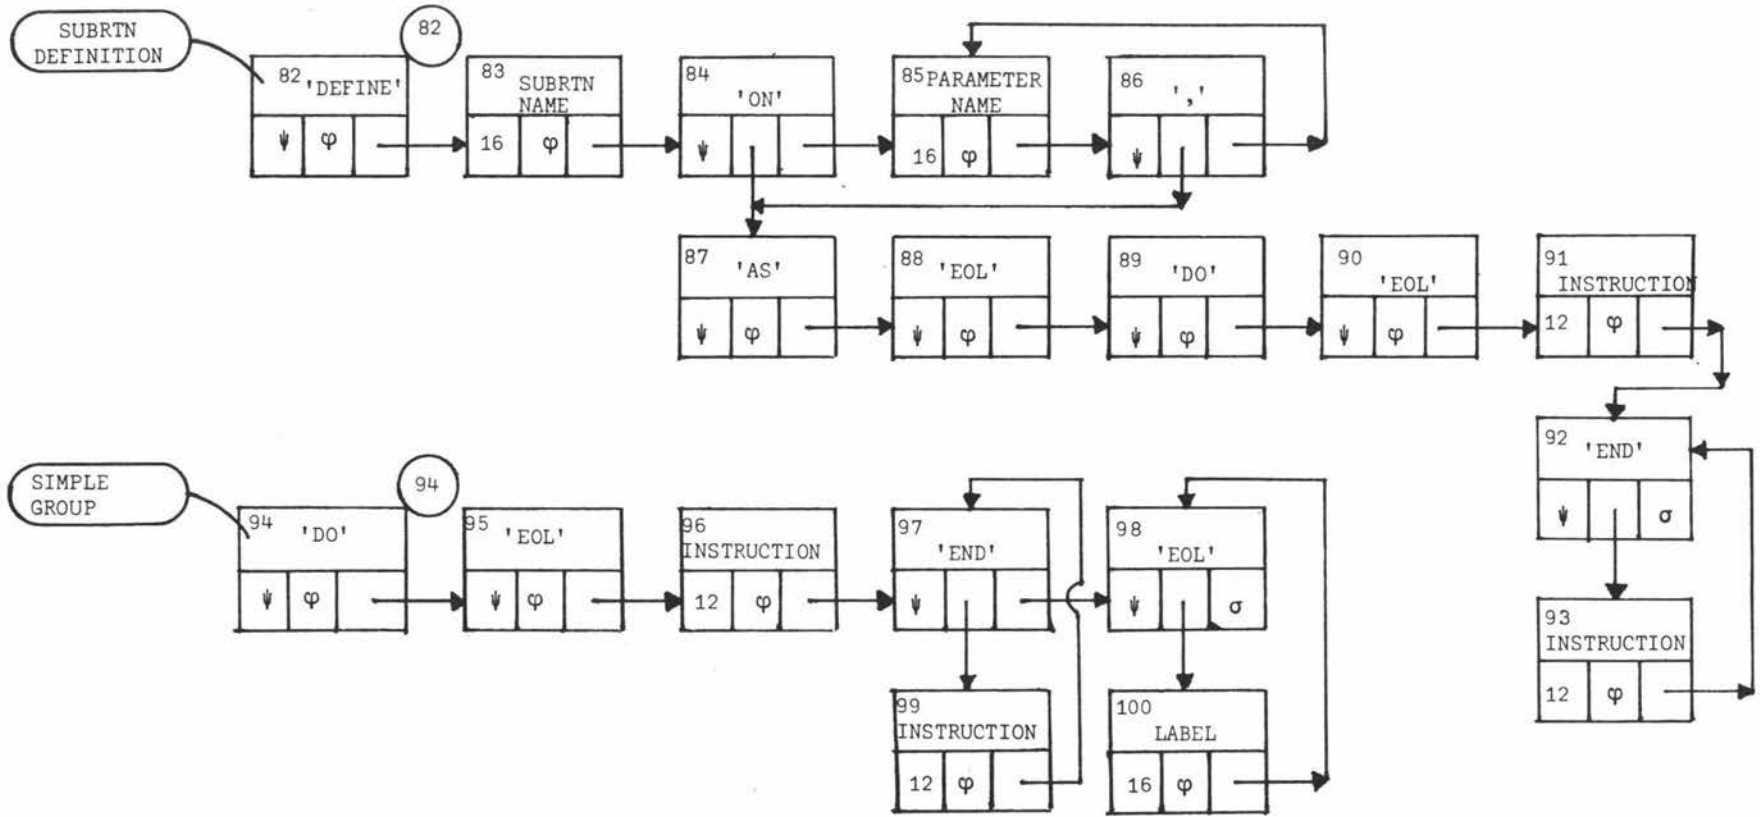 SUBRTN
DEFINITION
82
82
'DEFINE'
ψ φ
83
SUBRTN
NAME
16 φ
84
'ON'
ψ
85 PARAMETER
NAME
16 φ
86
','
ψ
87
'AS'
ψ φ
88
'EOL'
ψ φ
89
'DO'
ψ φ
90
'EOL'
ψ φ
91
INSTRUCTION
12 φ
92
'END'
ψ σ
93
INSTRUCTION
12 φ
SIMPLE
GROUP
94
94
'DO'
ψ φ
95
'EOL'
ψ φ
96
INSTRUCTION
12 φ
97
'END'
ψ
98
'EOL'
ψ σ
99
INSTRUCTION
12 φ
100
LABEL
16 φ